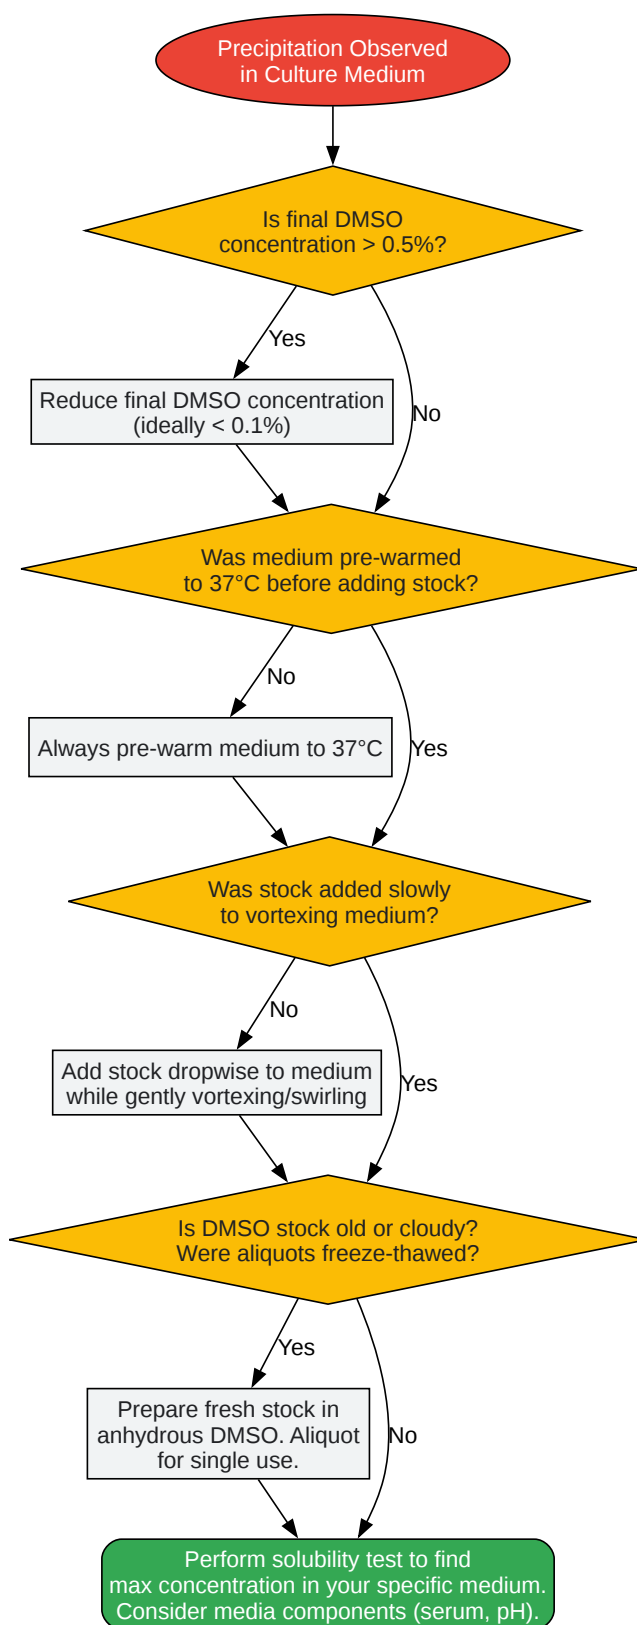 Precipitation Observed
in Culture Medium
Is final DMSO
concentration > 0.5%?
Yes
Reduce final DMSO concentration
(ideally < 0.1%)
No
Was medium pre-warmed
to 37°C before adding stock?
No
Always pre-warm medium to 37°C
Yes
Was stock added slowly
to vortexing medium?
No
Add stock dropwise to medium
while gently vortexing/swirling
Yes
Is DMSO stock old or cloudy?
Were aliquots freeze-thawed?
Yes
Prepare fresh stock in
anhydrous DMSO. Aliquot
for single use.
No
Perform solubility test to find
max concentration in your specific medium.
Consider media components (serum, pH).